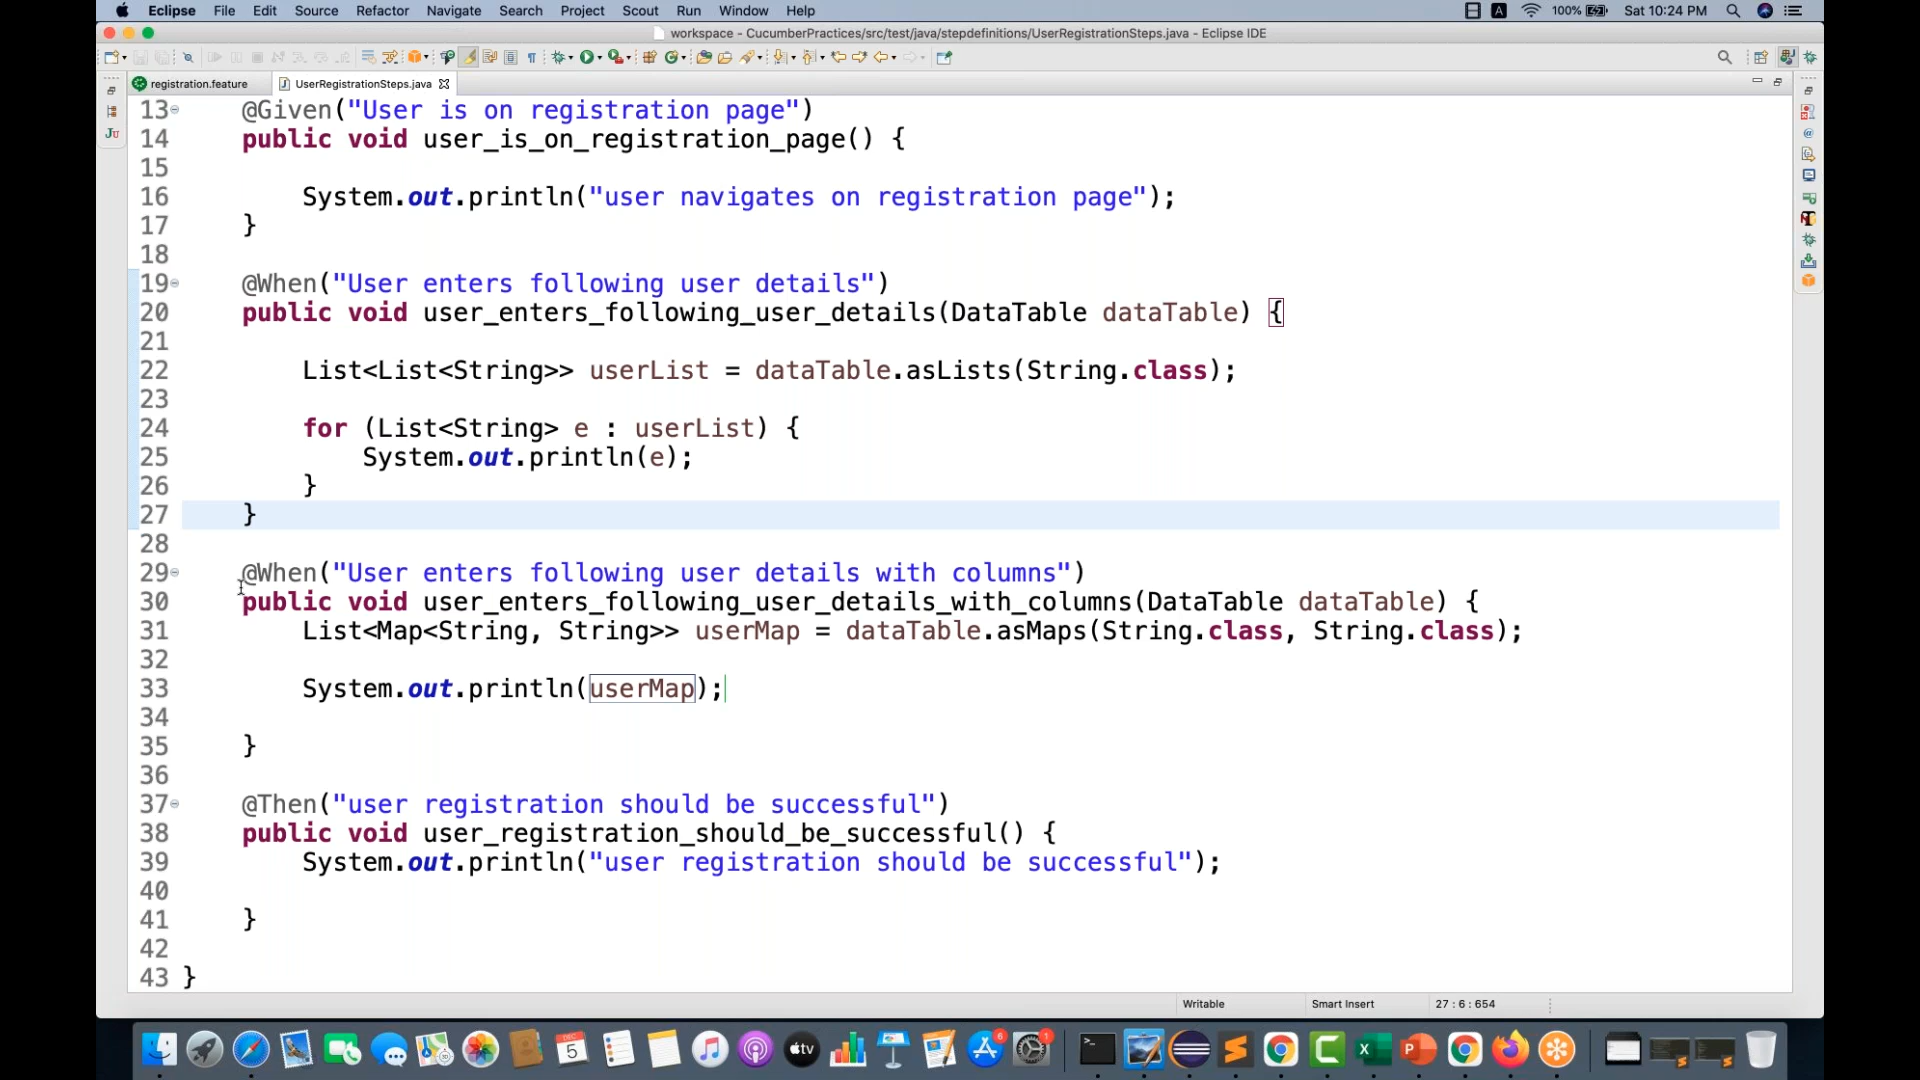 Eclipse File Edit Source Refactor Navigate Search Project Scout Run Window Help A 100% Sat 10:24 PM
workspace - CucumberPractices/src/test/java/stepdefinitions/UserRegistrationSteps.java - Eclipse IDE
registration.feature UserRegistrationSteps.java
13 @Given("User is on registration page")
14 public void user_is_on_registration_page() {
15
16 System.out.println("user navigates on registration page");
17 }
18
19 @When("User enters following user details")
20 public void user_enters_following_user_details(DataTable dataTable) {
21
22 List<List<String>> userList = dataTable.asLists(String.class);
23
24 for (List<String> e : userList) {
25 System.out.println(e);
26 }
27 }
28
29 @When("User enters following user details with columns")
30 public void user_enters_following_user_details_with_columns(DataTable dataTable) {
31 List<Map<String, String>> userMap = dataTable.asMaps(String.class, String.class);
32
33 System.out.println(userMap);
34
35 }
36
37 @Then("user registration should be successful")
38 public void user_registration_should_be_successful() {
39 System.out.println("user registration should be successful");
40
41 }
42
43 }
Writable Smart Insert 27 : 6 : 654
DEC 5 tv 6 1 C X P